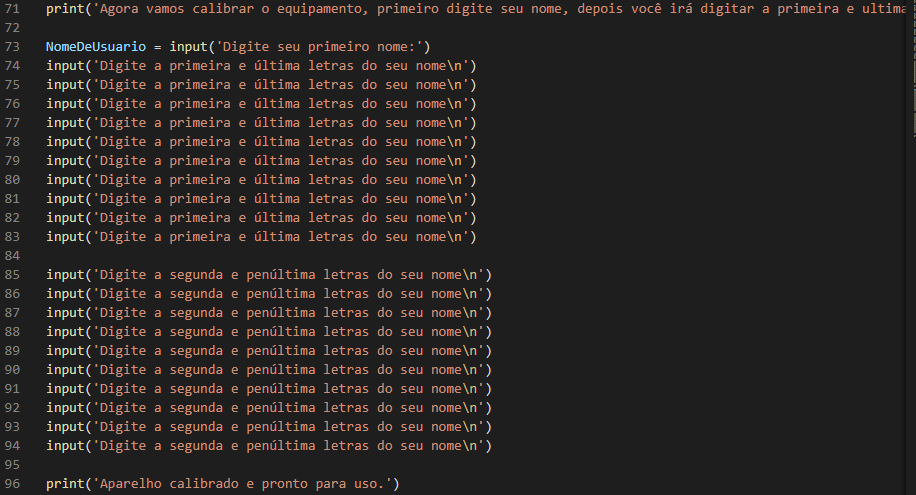 71 print('Agora vamos calibrar o equipamento, primeiro digite seu nome, depois você irá digitar a primeira e ultima
72
73 NomeDeUsuario = input('Digite seu primeiro nome:')
74 input('Digite a primeira e última letras do seu nome\n')
75 input('Digite a primeira e última letras do seu nome\n')
76 input('Digite a primeira e última letras do seu nome\n')
77 input('Digite a primeira e última letras do seu nome\n')
78 input('Digite a primeira e última letras do seu nome\n')
79 input('Digite a primeira e última letras do seu nome\n')
80 input('Digite a primeira e última letras do seu nome\n')
81 input('Digite a primeira e última letras do seu nome\n')
82 input('Digite a primeira e última letras do seu nome\n')
83 input('Digite a primeira e última letras do seu nome\n')
84
85 input('Digite a segunda e penúltima letras do seu nome\n')
86 input('Digite a segunda e penúltima letras do seu nome\n')
87 input('Digite a segunda e penúltima letras do seu nome\n')
88 input('Digite a segunda e penúltima letras do seu nome\n')
89 input('Digite a segunda e penúltima letras do seu nome\n')
90 input('Digite a segunda e penúltima letras do seu nome\n')
91 input('Digite a segunda e penúltima letras do seu nome\n')
92 input('Digite a segunda e penúltima letras do seu nome\n')
93 input('Digite a segunda e penúltima letras do seu nome\n')
94 input('Digite a segunda e penúltima letras do seu nome\n')
95
96 print('Aparelho calibrado e pronto para uso.')